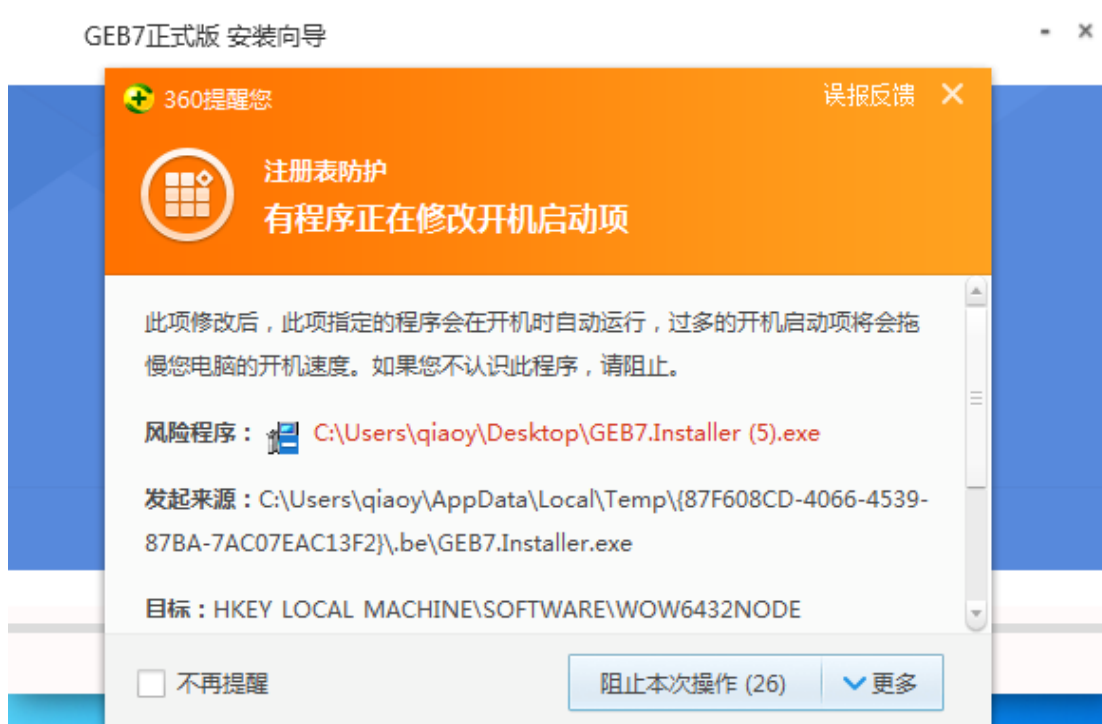 GEB7正式版 安装向导
360提醒您
误报反馈
注册表防护
有程序正在修改开机启动项
此项修改后，此项指定的程序会在开机时自动运行，过多的开机启动项将会拖
慢您电脑的开机速度。如果您不认识此程序，请阻止。
风险程序： C:\Users\qiaoy\Desktop\GEB7.Installer (5).exe
发起来源：C:\Users\qiaoy\AppData\Local\Temp\{87F608CD-4066-4539-
87BA-7AC07EAC13F2}\.be\GEB7.Installer.exe
目标：HKEY LOCAL MACHINE\SOFTWARE\WOW6432NODE
不再提醒
阻止本次操作 (26)
更多